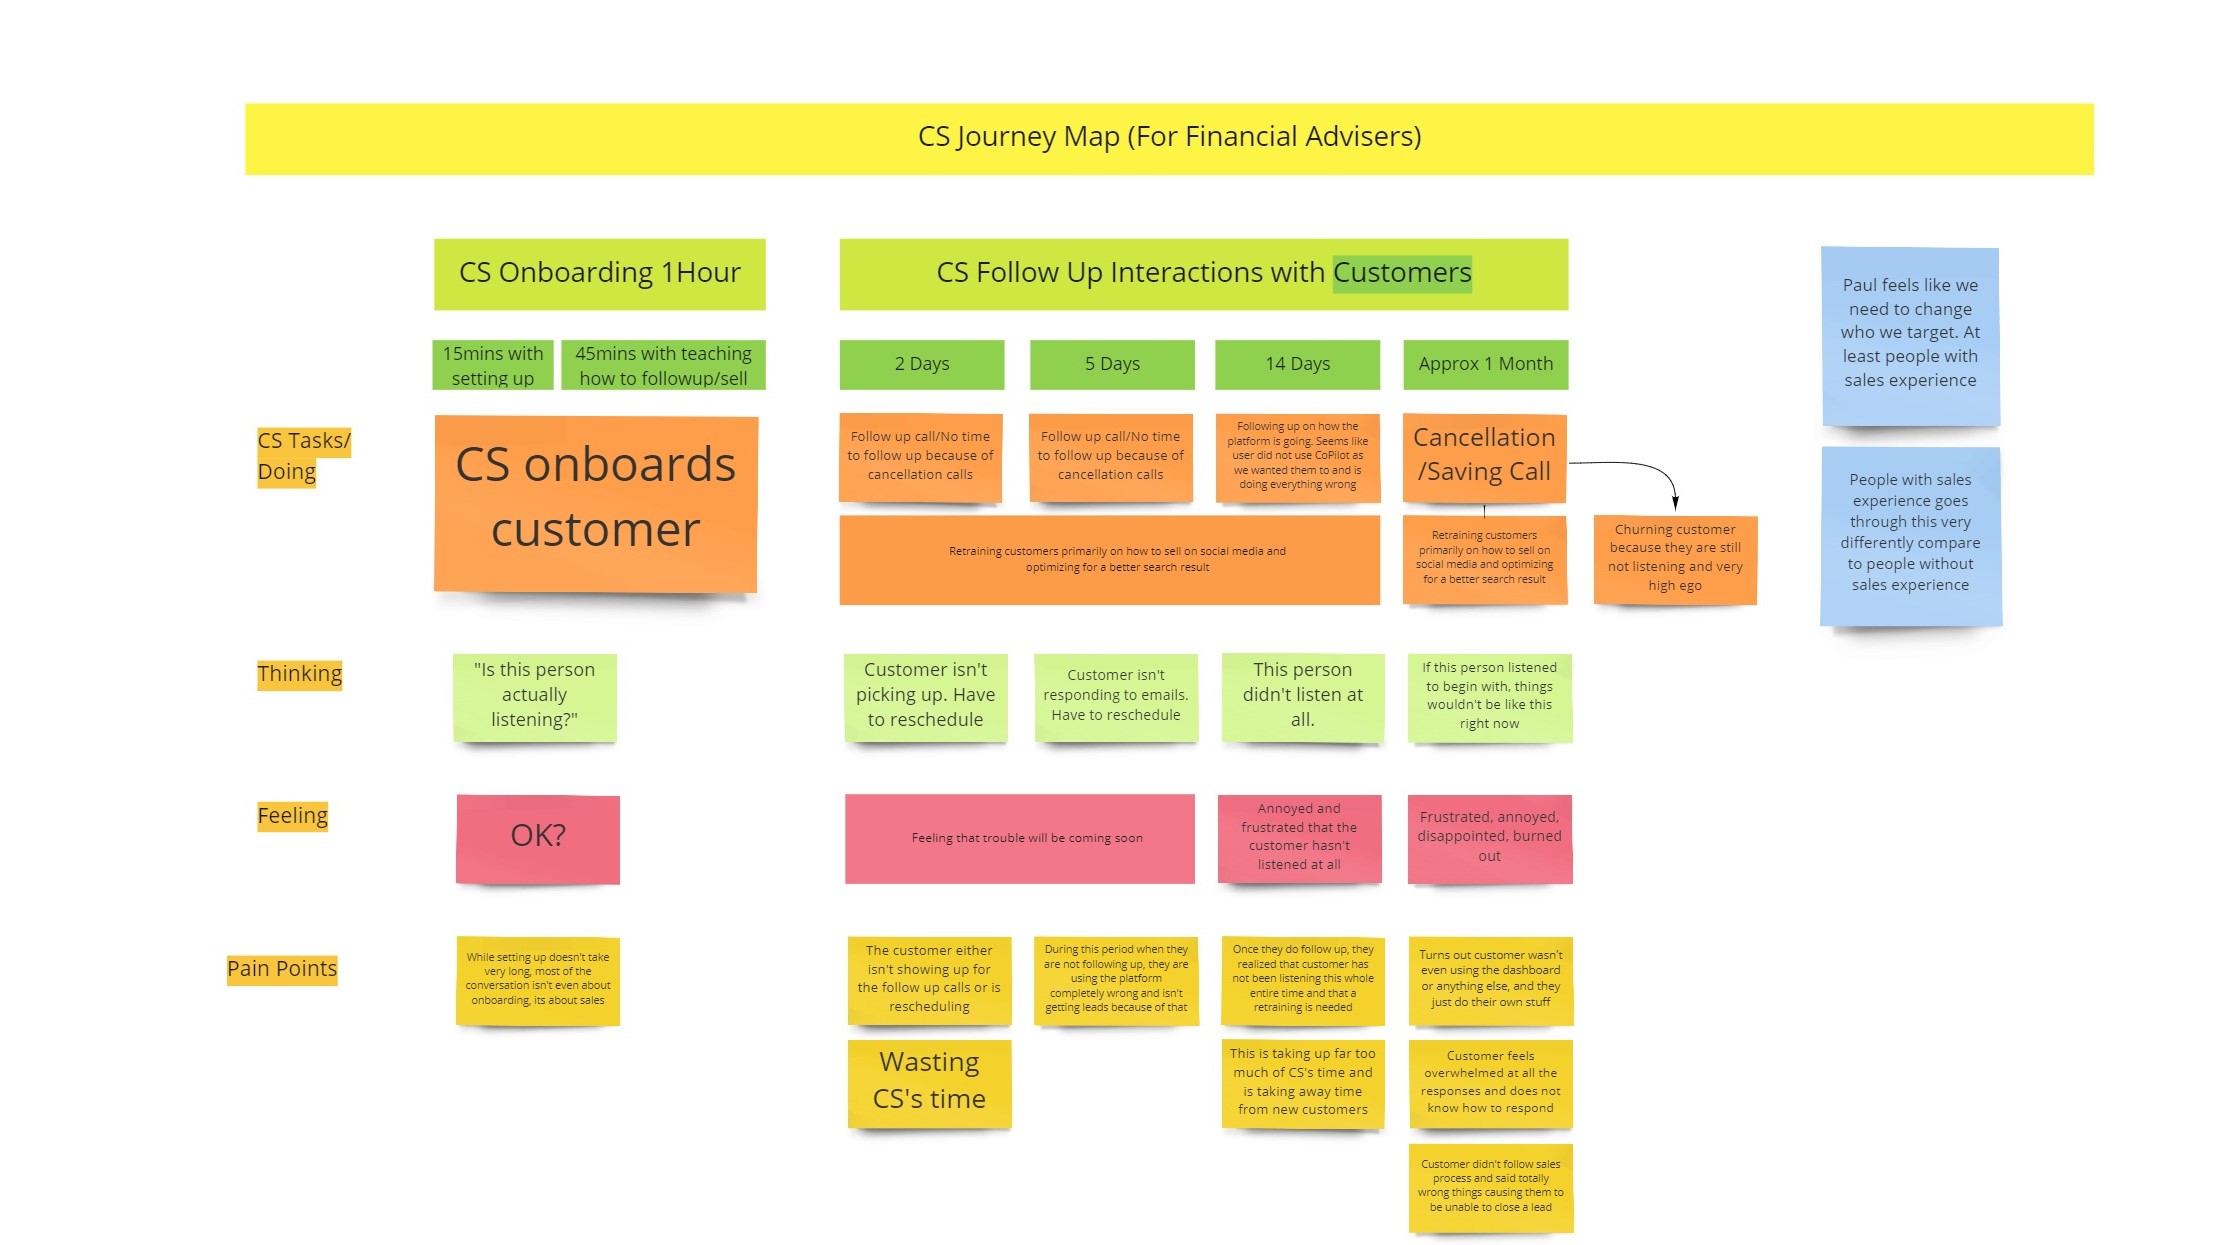 CS Journey Map (For Financial Advisers)
CS Onboarding 1Hour
CS Follow Up Interactions with Customers
15mins with
setting up
45mins with teaching
how to followup/sell
2 Days
5 Days
14 Days
Approx 1 Month
Paul feels like we
need to change
who we target. At
least people with
sales experience
CS Tasks/
Doing
CS onboards
customer
Follow up call/No time
to follow up because of
cancellation calls
Follow up call/No time
to follow up because of
cancellation calls
Following up on how the
platform is going. Seems like
user did not use CoPilot as
we wanted them to and is
doing everything wrong
Cancellation
/Saving Call
Retraining customers primarily on how to sell on social media and
optimizing for a better search result
Retraining customers
primarily on how to sell on
social media and optimizing
for a better search result
Churning customer
because they are still
not listening and very
high ego
People with sales
experience goes
through this very
differently compare
to people without
sales experience
Thinking
"Is this person
actually
listening?"
Customer isn't
picking up. Have
to reschedule
Customer isn't
responding to emails.
Have to reschedule
This person
didn't listen at
all.
If this person listened
to begin with, things
wouldn't be like this
right now
Feeling
OK?
Feeling that trouble will be coming soon
Annoyed and
frustrated that the
customer hasn't
listened at all
Frustrated, annoyed,
disappointed, burned
out
Pain Points
While setting up doesn't take
very long, most of the
conversation isn't even about
onboarding, its about sales
The customer either
isn't showing up for
the follow up calls or is
rescheduling
During this period when they
are not following up, they are
using the platform
completely wrong and isn't
getting leads because of that
Once they do follow up, they
realized that customer has
not been listening this whole
entire time and that a
retraining is needed
Turns out customer wasn't
even using the dashboard
or anything else, and they
just do their own stuff
Wasting
CS's time
This is taking up far too
much of CS's time and
is taking away time
from new customers
Customer feels
overwhelmed at all the
responses and does not
know how to respond
Customer didn't follow sales
process and said totally
wrong things causing them to
be unable to close a lead